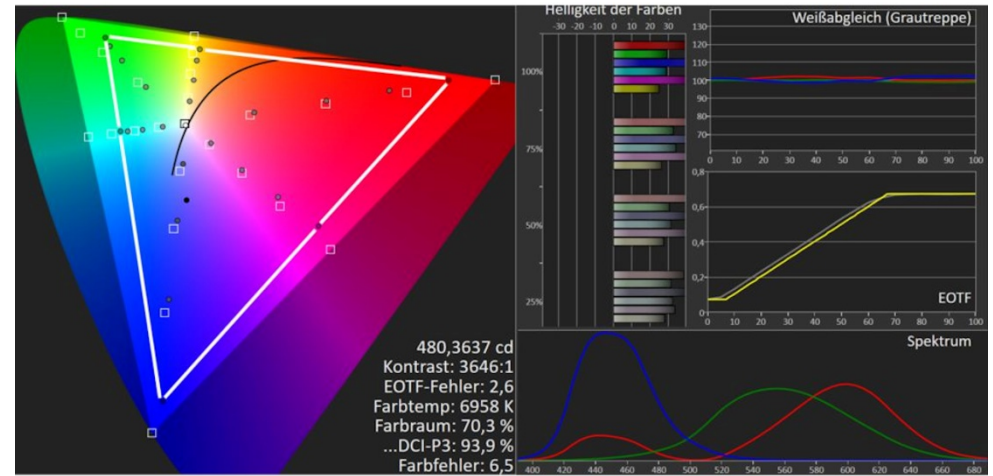 Helligkeit der Farben
-30 -20 -10 0 10 20 30
100%
75%
50%
25%
Weißabgleich (Grautreppe)
130
120
110
100
90
80
70
0 10 20 30 40 50 60 70 80 90 100
0,8
0,6
0,4
0,2
0
EOTF
0 10 20 30 40 50 60 70 80 90 100
480,3637 cd
Kontrast: 3646:1
EOTF-Fehler: 2,6
Farbtemp: 6958 K
Farbraum: 70,3 %
...DCI-P3: 93,9 %
Farbfehler: 6,5
Spektrum
400 420 440 460 480 500 520 540 560 580 600 620 640 660 680